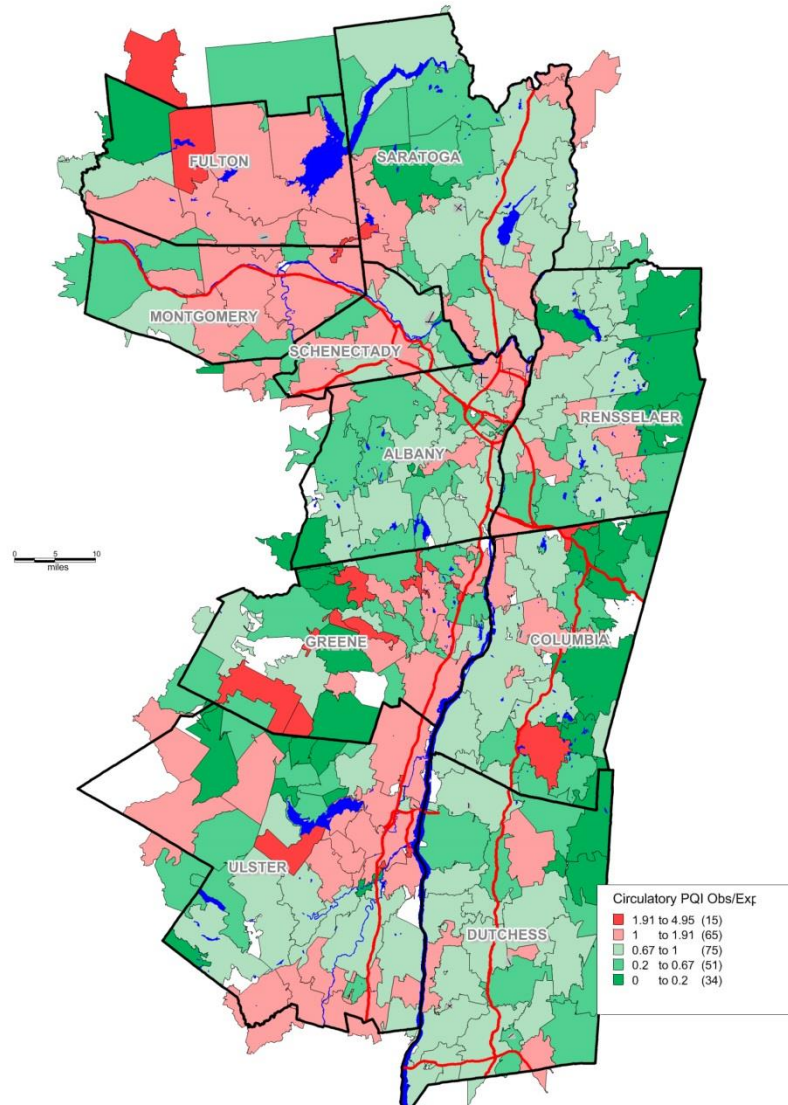 SARATOGA
FULTON
MONTGOMERY
SCHENECTADY
RENSSELAER
ALBANY
0 5 10
miles
GREENE
COLUMBIA
ULSTER
DUTCHESS
Circulatory PQI Obs/Exp
1.91 to 4.95 (15)
1 to 1.91 (65)
0.67 to 1 (75)
0.2 to 0.67 (51)
0 to 0.2 (34)